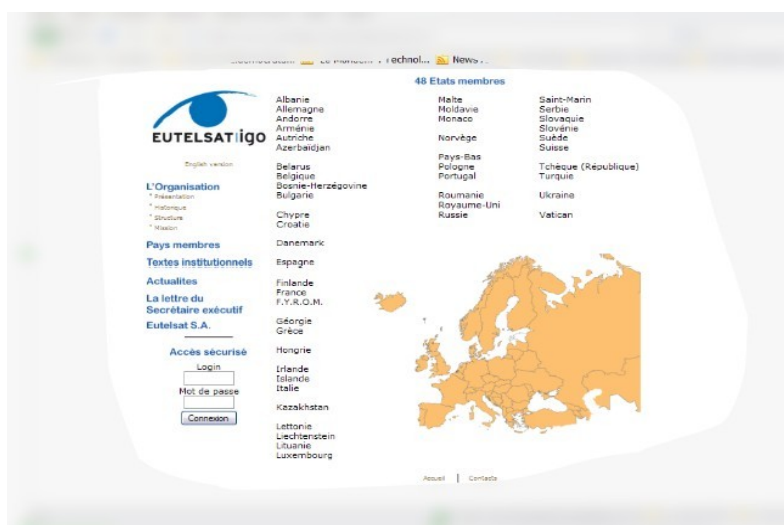 Technol... News
48 Etats membres
EUTELSAT igo
English version
L'Organisation
Présentation
Historique
Structure
Mission
Pays membres
Textes institutionnels
Actualites
La lettre du
Secrétaire exécutif
Eutelsat S.A.
Accès sécurisé
Login
Mot de passe
Connexion
Albanie
Allemagne
Andorre
Arménie
Autriche
Azerbaïdjan
Belarus
Belgique
Bosnie-Herzégovine
Bulgarie
Chypre
Croatie
Danemark
Espagne
Finlande
France
F.Y.R.O.M.
Géorgie
Grèce
Hongrie
Irlande
Islande
Italie
Kazakhstan
Lettonie
Liechtenstein
Lituanie
Luxembourg
Malte
Moldavie
Monaco
Norvège
Pays-Bas
Pologne
Portugal
Roumanie
Royaume-Uni
Russie
Saint-Marin
Serbie
Slovaquie
Slovénie
Suède
Suisse
Tchèque (République)
Turquie
Ukraine
Vatican
Accueil | Contacts